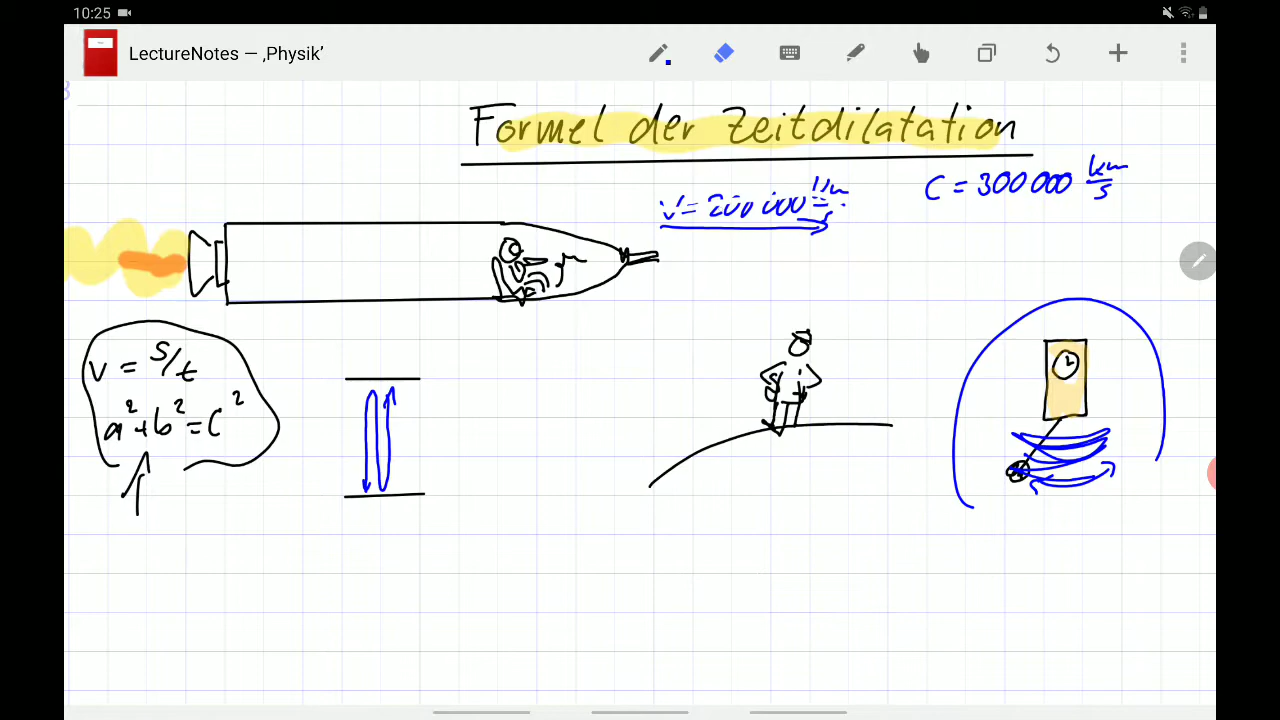 10:25
LectureNotes — ‚Physik‘
Formel der Zeitdilatation
V = 200 000 km/s
C = 300 000 km/s
v = s/t
a² + b² = c²